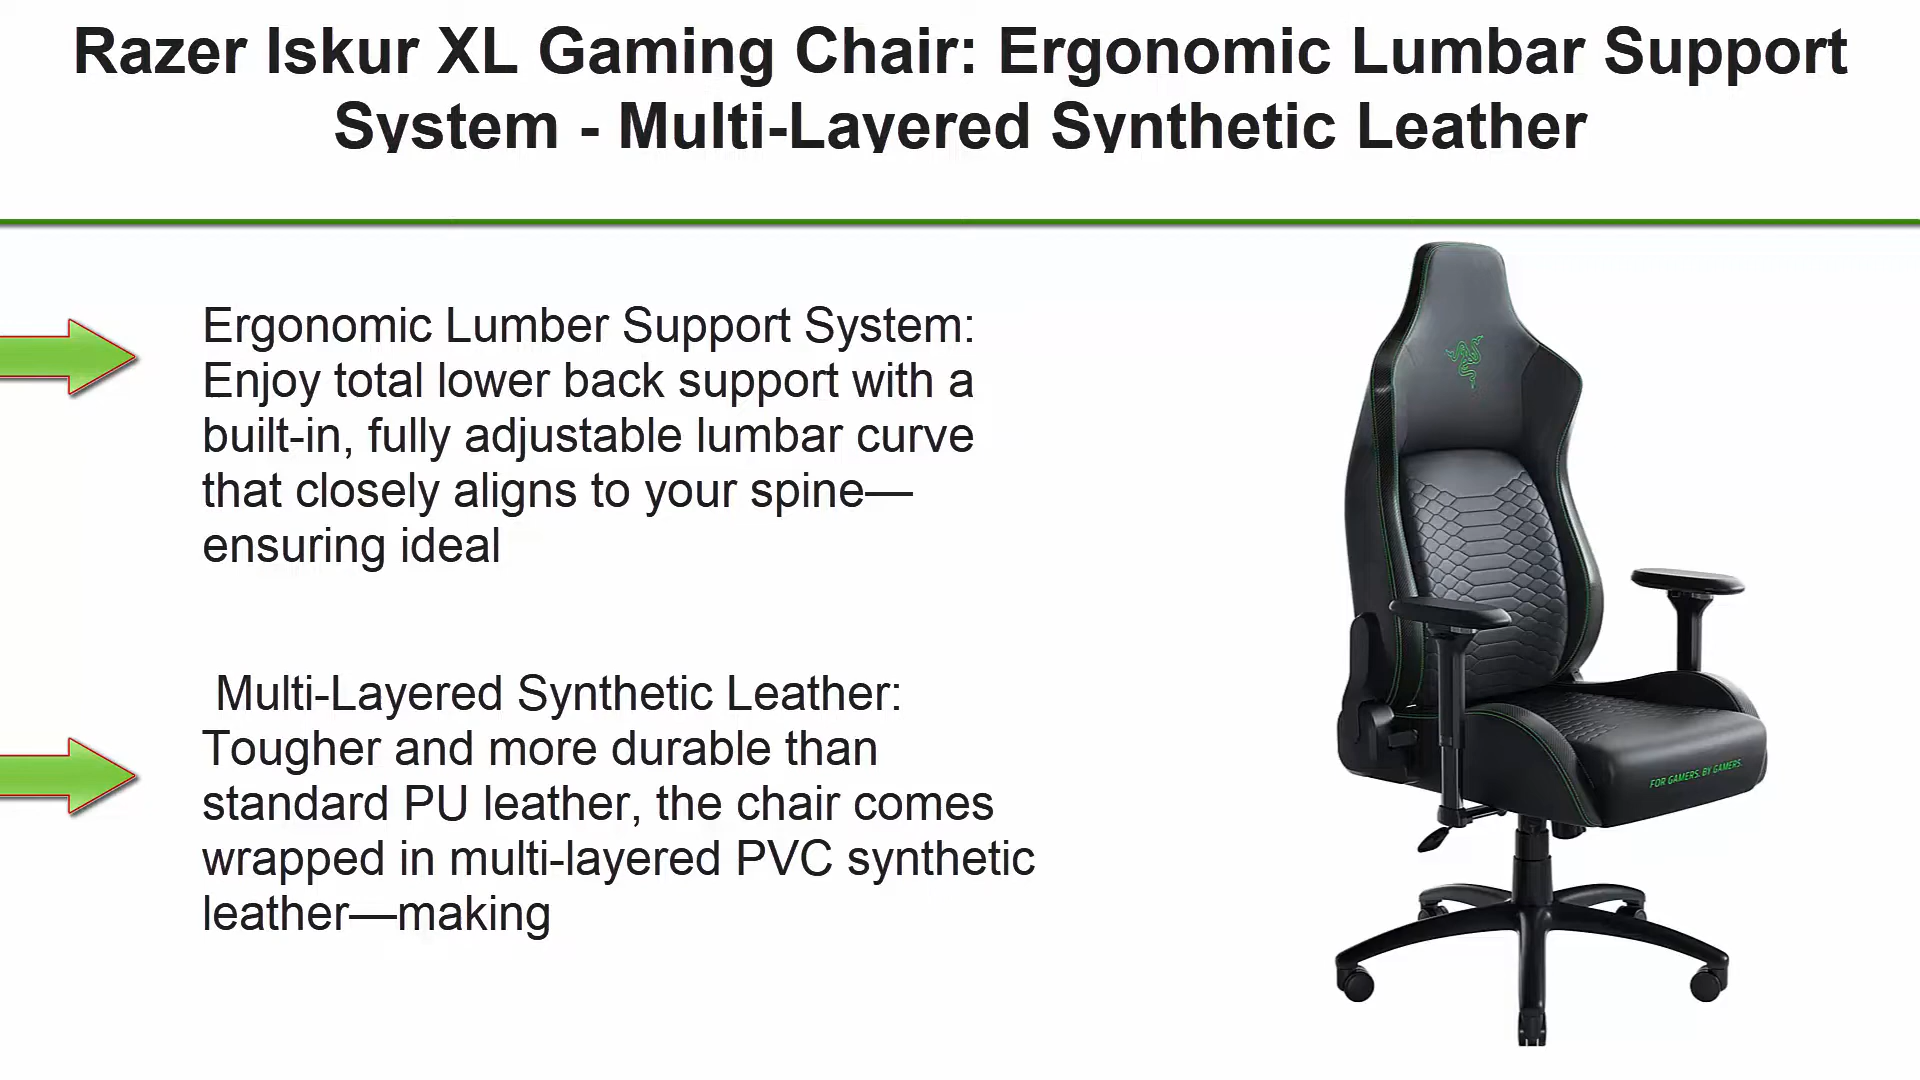 Razer Iskur XL Gaming Chair: Ergonomic Lumbar Support
System - Multi-Layered Synthetic Leather
Ergonomic Lumber Support System:
Enjoy total lower back support with a
built-in, fully adjustable lumbar curve
that closely aligns to your spine—
ensuring ideal
Multi-Layered Synthetic Leather:
Tougher and more durable than
standard PU leather, the chair comes
wrapped in multi-layered PVC synthetic
leather—making
FOR GAMERS. BY GAMERS.